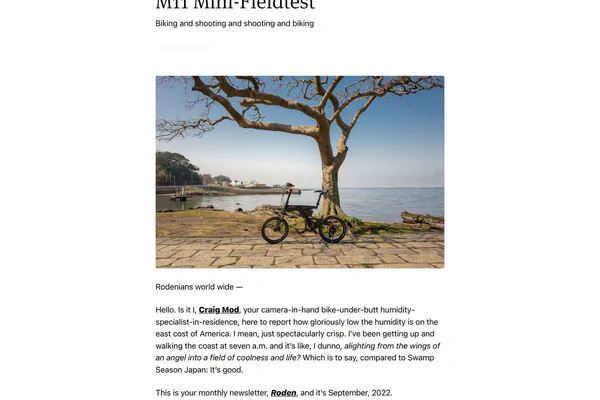 M11 Mini-Fieldtest
Biking and shooting and shooting and biking
Rodenians world wide —
Hello. Is it I, Craig Mod, your camera-in-hand bike-under-butt humidity-
specialist-in-residence, here to report how gloriously low the humidity is on the
east cost of America. I mean, just spectacularly crisp. I've been getting up and
walking the coast at seven a.m. and it's like, I dunno, alighting from the wings of
an angel into a field of coolness and life? Which is to say, compared to Swamp
Season Japan: It's good.
This is your monthly newsletter, Roden, and it's September, 2022.